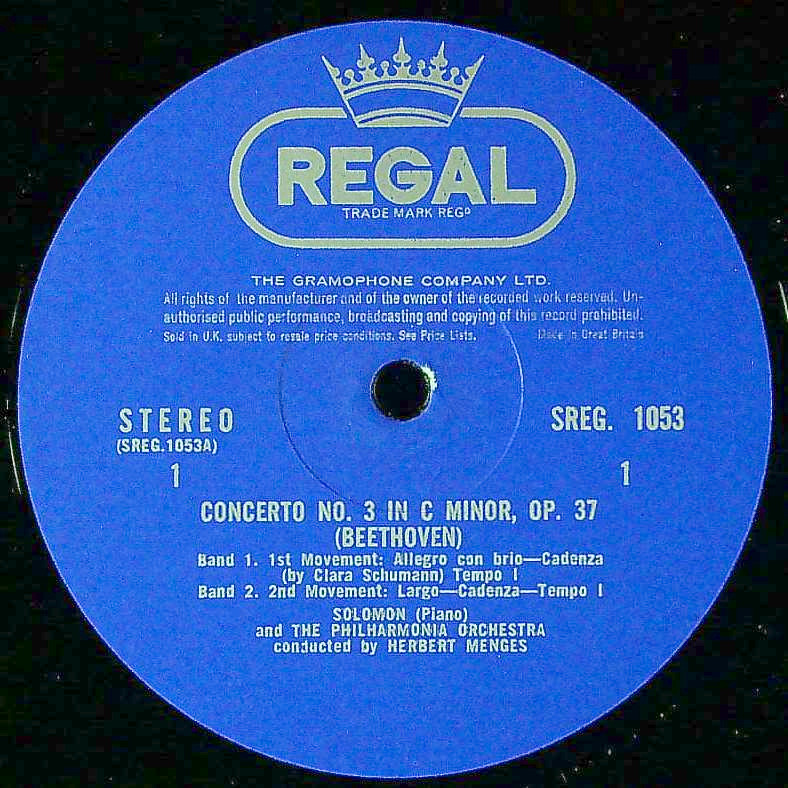 REGAL
TRADE MARK REGD
THE GRAMOPHONE COMPANY LTD.
All rights of the manufacturer and of the owner of the recorded work reserved. Un-
authorised public performance, broadcasting and copying of this record prohibited.
Sold in U.K. subject to resale price conditions. See Price Lists. Made in Great Britain
STEREO SREG. 1053
(SREG.1053A)
1 1
CONCERTO NO. 3 IN C MINOR, OP. 37
(BEETHOVEN)
Band 1. 1st Movement: Allegro con brio—Cadenza
(by Clara Schumann) Tempo I
Band 2. 2nd Movement: Largo—Cadenza—Tempo I
SOLOMON (Piano)
and THE PHILHARMONIA ORCHESTRA
conducted by HERBERT MENGES